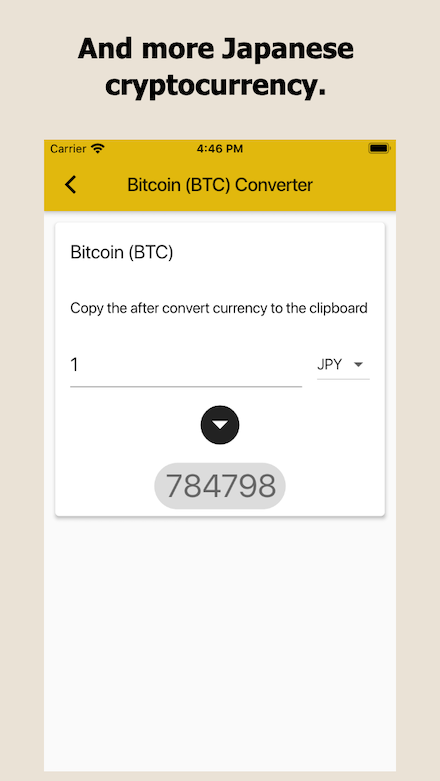 And more Japanese
cryptocurrency.
Carrier
4:46 PM
Bitcoin (BTC) Converter
Bitcoin (BTC)
Copy the after convert currency to the clipboard
1
JPY
784798